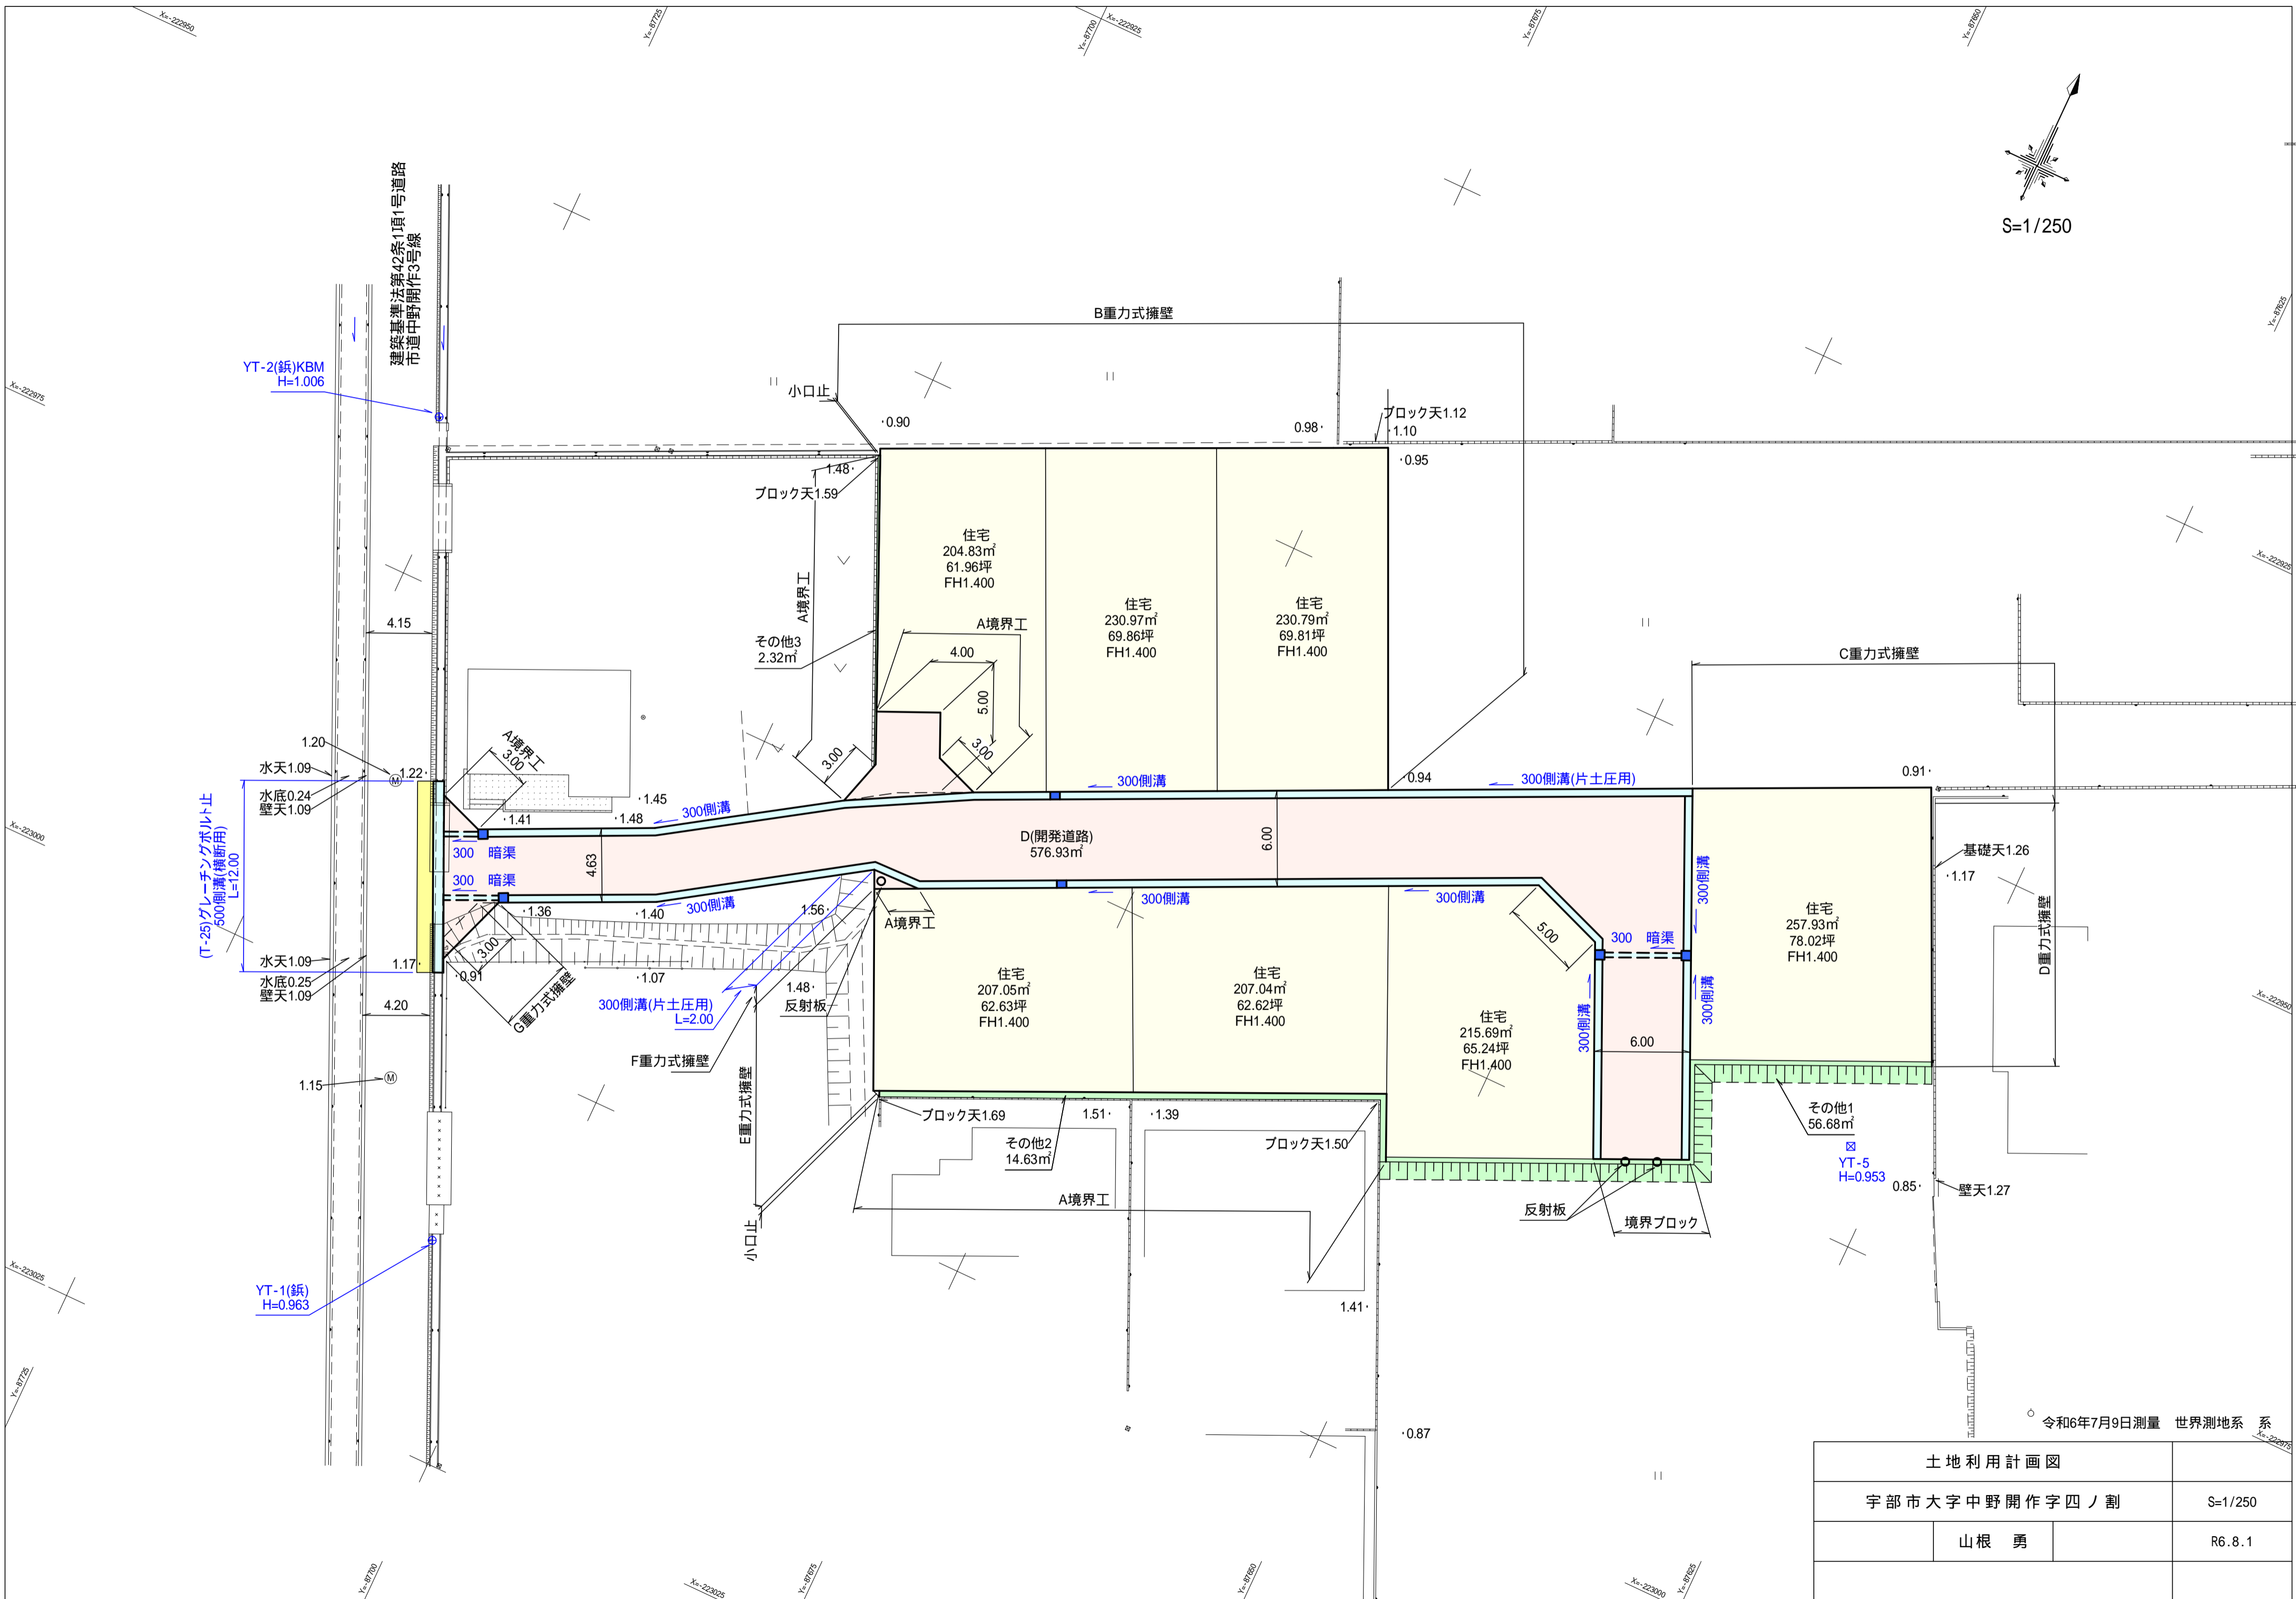 X=-222950
Y=-87725
Y=-87700
X=-222925
Y=-87675
Y=-87650
S=1/250
建築基準法第42条1項1号道路
市道中野開作3号線
YT-2(鋲)KBM
H=1.006
X=-222975
Y=-87625
B重力式擁壁
小口止
0.90
0.98
ブロック天1.12
1.10
0.95
1.48
ブロック天1.59
A境界工
住宅
204.83㎡
61.96坪
FH1.400
住宅
230.97㎡
69.86坪
FH1.400
住宅
230.79㎡
69.81坪
FH1.400
X=-222925
4.15
その他3
2.32㎡
A境界工
4.00
5.00
3.00
3.00
C重力式擁壁
1.20
水天1.09
水底0.24
壁天1.09
1.22
A境界工
3.00
1.45
1.41
1.48
300側溝
300側溝
0.94
300側溝(片土圧用)
0.91
X=-223000
(T-25)グレーチングボルト止
500側溝(横断用)
L=12.00
300 暗渠
300 暗渠
4.63
D(開発道路)
576.93㎡
6.00
基礎天1.26
1.17
1.36
1.40
300側溝
1.56
A境界工
300側溝
300側溝
5.00
300 暗渠
300側溝
住宅
257.93㎡
78.02坪
FH1.400
D重力式擁壁
水天1.09
水底0.25
壁天1.09
1.17
0.91
3.00
G重力式擁壁
1.07
1.48
反射板
300側溝(片土圧用)
L=2.00
4.20
住宅
207.05㎡
62.63坪
FH1.400
住宅
207.04㎡
62.62坪
FH1.400
住宅
215.69㎡
65.24坪
FH1.400
300側溝
6.00
300側溝
X=-222950
F重力式擁壁
E重力式擁壁
1.15
ブロック天1.69
1.51
1.39
その他2
14.63㎡
ブロック天1.50
その他1
56.68㎡
YT-5
H=0.953
0.85
壁天1.27
A境界工
反射板
境界ブロック
小口止
X=-223025
YT-1(鋲)
H=0.963
1.41
0.87
Y=-87725
令和6年7月9日測量 世界測地系 系
X=-222975
土地利用計画図
宇部市大字中野開作字四ノ割
S=1/250
山根 勇
R6.8.1
Y=-87700
X=-223025
Y=-87675
Y=-87650
X=-223000
Y=-87625